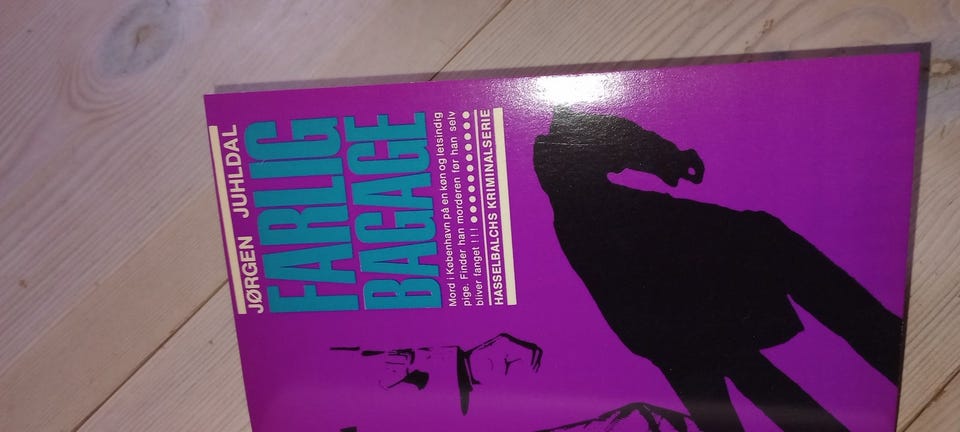 JØRGEN JUHLDAL
FARLIG
BAGAGE
Mord i København på en køn og letsindig
pige. Finder han morderen før han selv
bliver fanget!!! ●●●●●●●●●●●
HASSELBALCHS KRIMINALSERIE